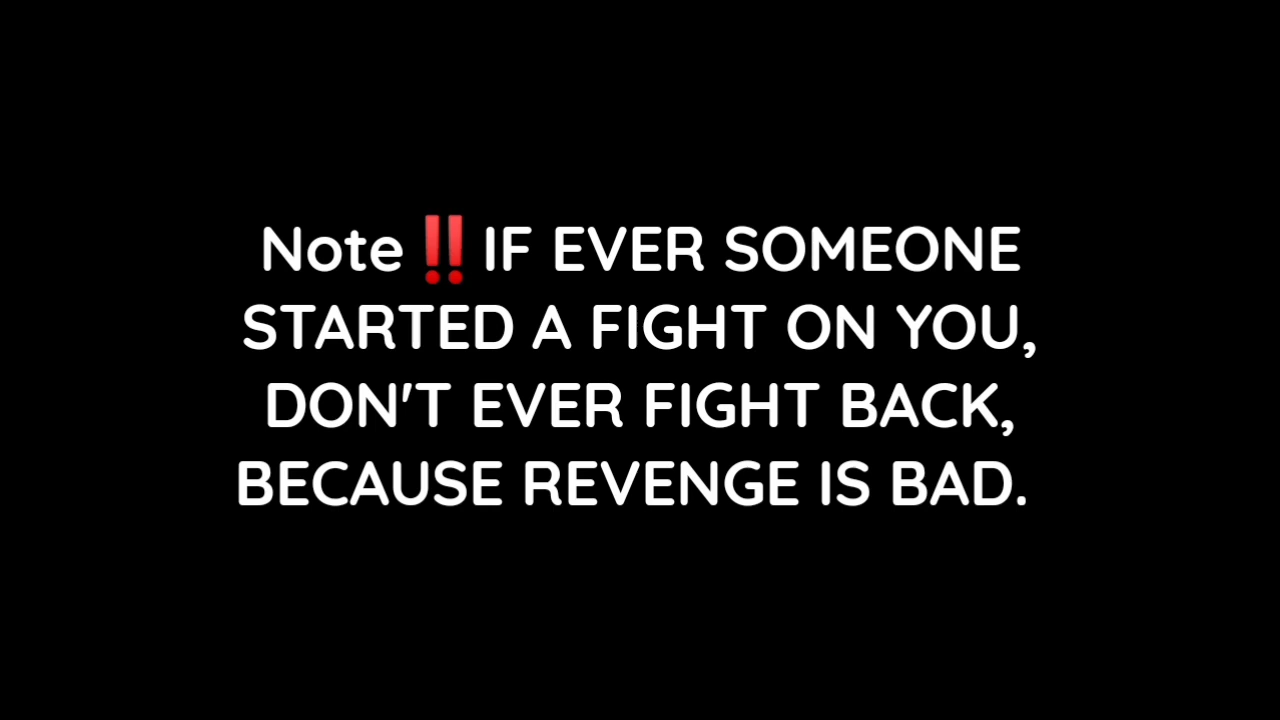 Note‼️IF EVER SOMEONE
STARTED A FIGHT ON YOU,
DON'T EVER FIGHT BACK,
BECAUSE REVENGE IS BAD.